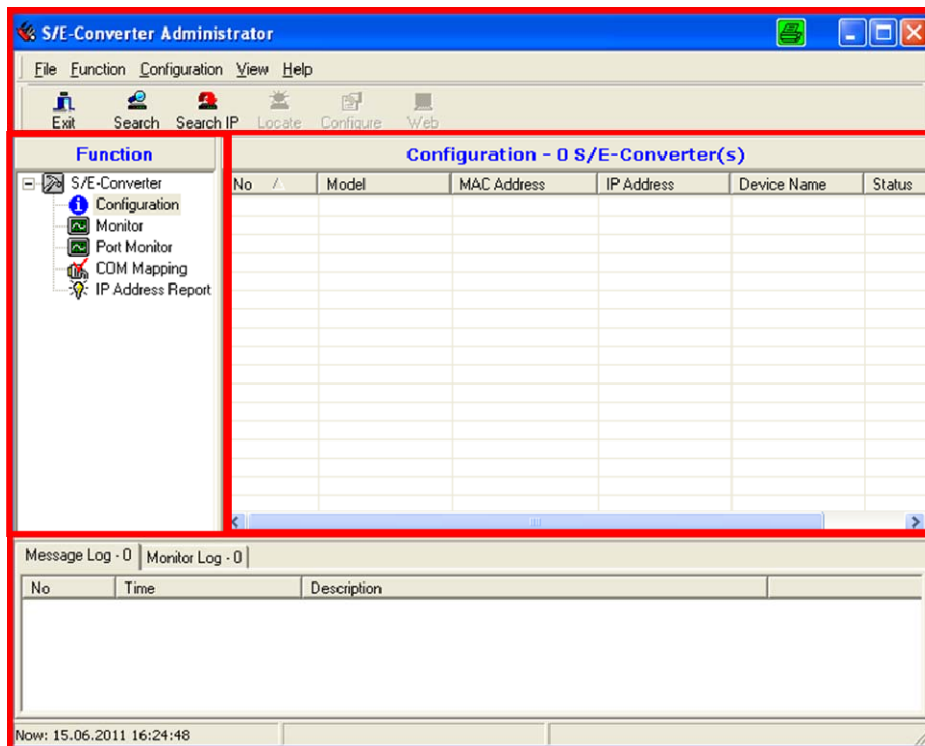 S/E-Converter Administrator
File Function Configuration View Help
Exit Search Search IP Locate Configure Web
Function
Configuration - 0 S/E-Converter(s)
S/E-Converter
Configuration
Monitor
Port Monitor
COM Mapping
IP Address Report
No Model MAC Address IP Address Device Name Status
Message Log - 0 Monitor Log - 0
No Time Description
Now: 15.06.2011 16:24:48